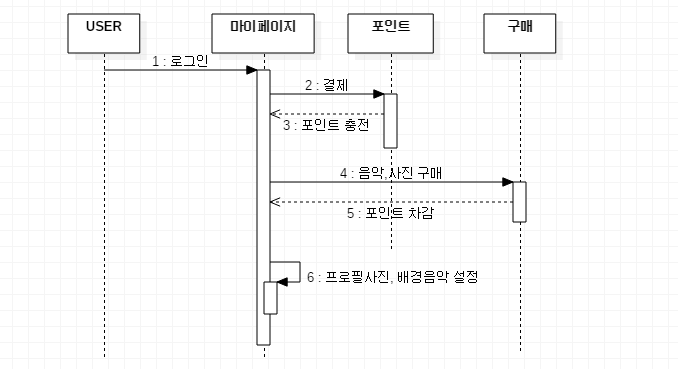 USER
마이페이지
포인트
구매
1 : 로그인
2 : 결제
3 : 포인트 충전
4 : 음악,사진 구매
5 : 포인트 차감
6 : 프로필사진, 배경음악 설정